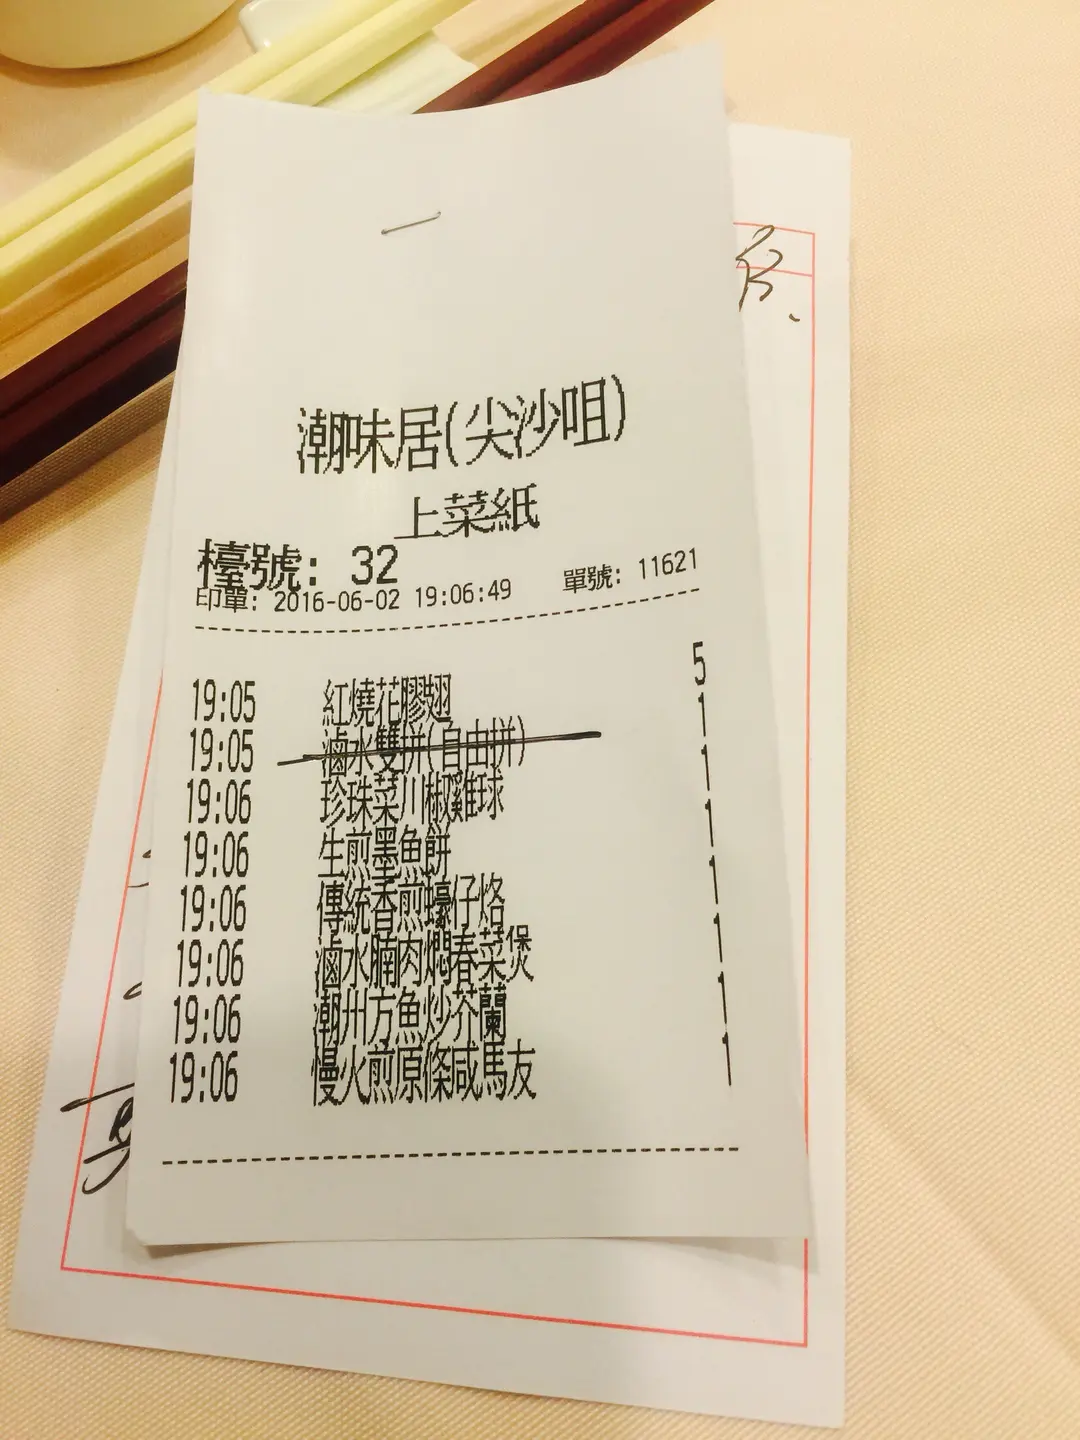 潮味居(尖沙咀)
上菜紙
檯號: 32
印單: 2016-06-02 19:06:49 單號: 11621
19:05 紅燒花膠翅 5
19:05 滷水雙拼(自由拼) 1
19:06 珍珠菜川椒雞球 1
19:06 生煎墨魚餅 1
19:06 傳統香煎蠔仔烙 1
19:06 滷水腩肉燜春菜煲 1
19:06 潮州方魚炒芥蘭 1
19:06 慢火煎原條咸馬友 1